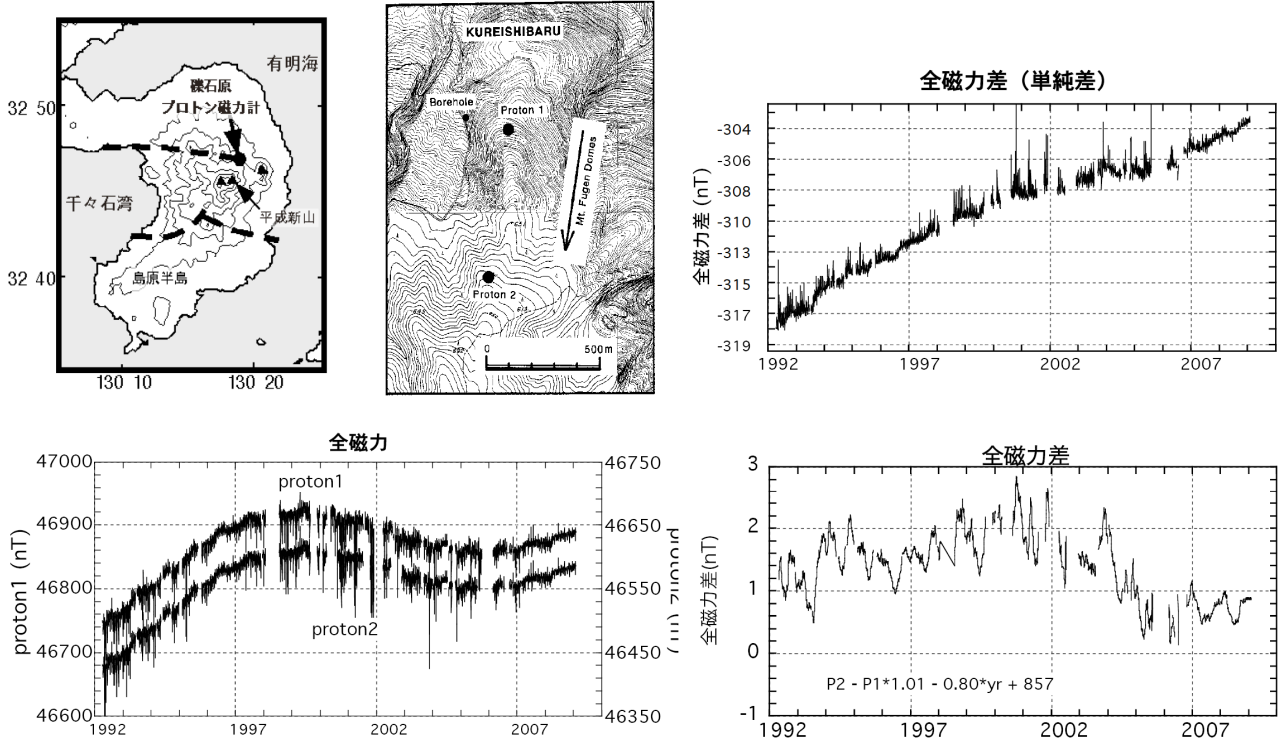 有明海
礫石原
プロトン磁力計
32 50
千々石湾
平成新山
32 40
島原半島
130 10
130 20
KUREISHIBARU
Borehole
Proton 1
Mt. Fugen Domes
Proton 2
0
500m
全磁力差（単純差）
全磁力差 (nT)
-304
-306
-308
-310
-313
-315
-317
-319
1992
1997
2002
2007
全磁力
proton1 (nT)
47000
46900
46800
46700
46600
proton1
proton2
46750
46650
46550
46450
46350
1992
1997
2002
2007
全磁力差
全磁力差(nT)
3
2
1
0
-1
P2 - P1*1.01 - 0.80*yr + 857
1992
1997
2002
2007